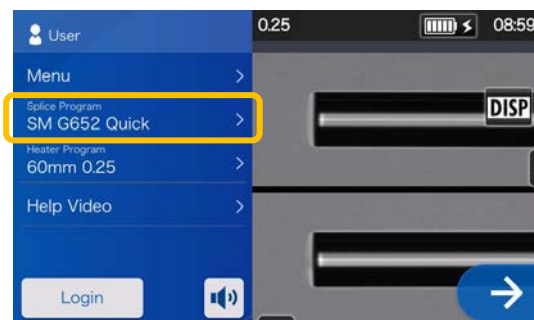 User
0.25
08:59
Menu
Splice Program
SM G652 Quick
DISP
Heater Program
60mm 0.25
Help Video
Login